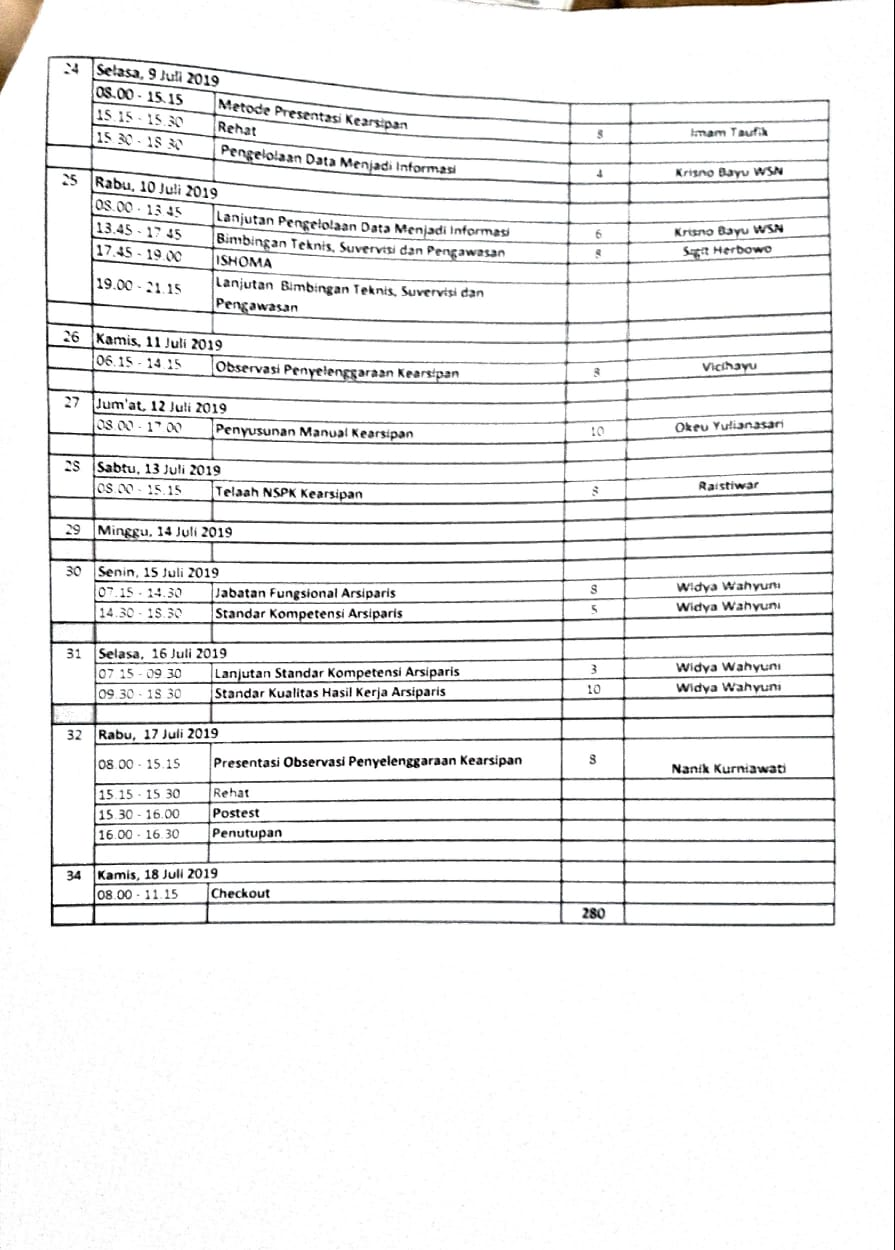 24 Selasa, 9 Juli 2019
08.00 - 15.15 Metode Presentasi Kearsipan 8 Imam Taufik
15.15 - 15.30 Rehat
15.30 - 18.30 Pengelolaan Data Menjadi Informasi 4 Krisno Bayu WSN
25 Rabu, 10 Juli 2019
08.00 - 13.45 Lanjutan Pengelolaan Data Menjadi Informasi 6 Krisno Bayu WSN
13.45 - 17.45 Bimbingan Teknis, Suvervisi dan Pengawasan 8 Sigit Herbowo
17.45 - 19.00 ISHOMA
19.00 - 21.15 Lanjutan Bimbingan Teknis, Suvervisi dan
Pengawasan
26 Kamis, 11 Juli 2019
06.15 - 14.15 Observasi Penyelenggaraan Kearsipan 8 Vicihayu
27 Jum'at, 12 Juli 2019
08.00 - 17.00 Penyusunan Manual Kearsipan 10 Okeu Yulianasari
28 Sabtu, 13 Juli 2019
08.00 - 15.15 Telaah NSPK Kearsipan 8 Raistiwar
29 Minggu, 14 Juli 2019
30 Senin, 15 Juli 2019
07.15 - 14.30 Jabatan Fungsional Arsiparis 8 Widya Wahyuni
14.30 - 18.30 Standar Kompetensi Arsiparis 5 Widya Wahyuni
31 Selasa, 16 Juli 2019
07.15 - 09.30 Lanjutan Standar Kompetensi Arsiparis 3 Widya Wahyuni
09.30 - 18.30 Standar Kualitas Hasil Kerja Arsiparis 10 Widya Wahyuni
32 Rabu, 17 Juli 2019
08.00 - 15.15 Presentasi Observasi Penyelenggaraan Kearsipan 8 Nanik Kurniawati
15.15 - 15.30 Rehat
15.30 - 16.00 Postest
16.00 - 16.30 Penutupan
34 Kamis, 18 Juli 2019
08.00 - 11.15 Checkout
280